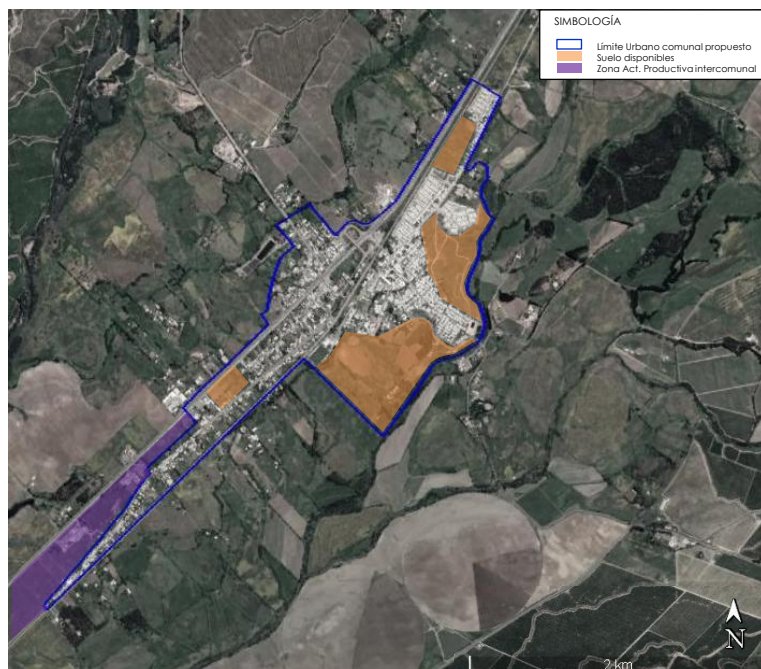 SIMBOLOGÍA
Límite Urbano comunal propuesto
Suelo disponibles
Zona Act. Productiva intercomunal
N
2 km